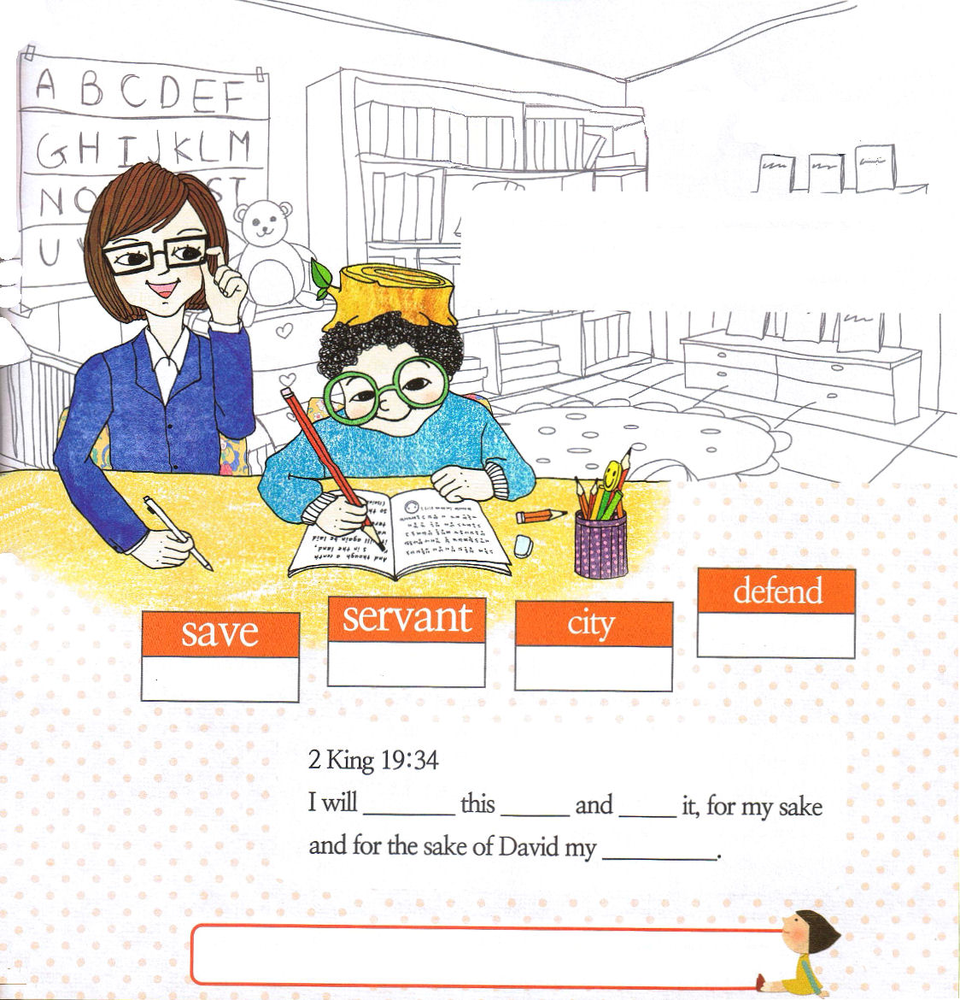 A B C D E F
G H I J K L M
N O S T
U
save
servant
city
defend
2 King 19:34
I will ________ this ______ and _____ it, for my sake
and for the sake of David my __________.